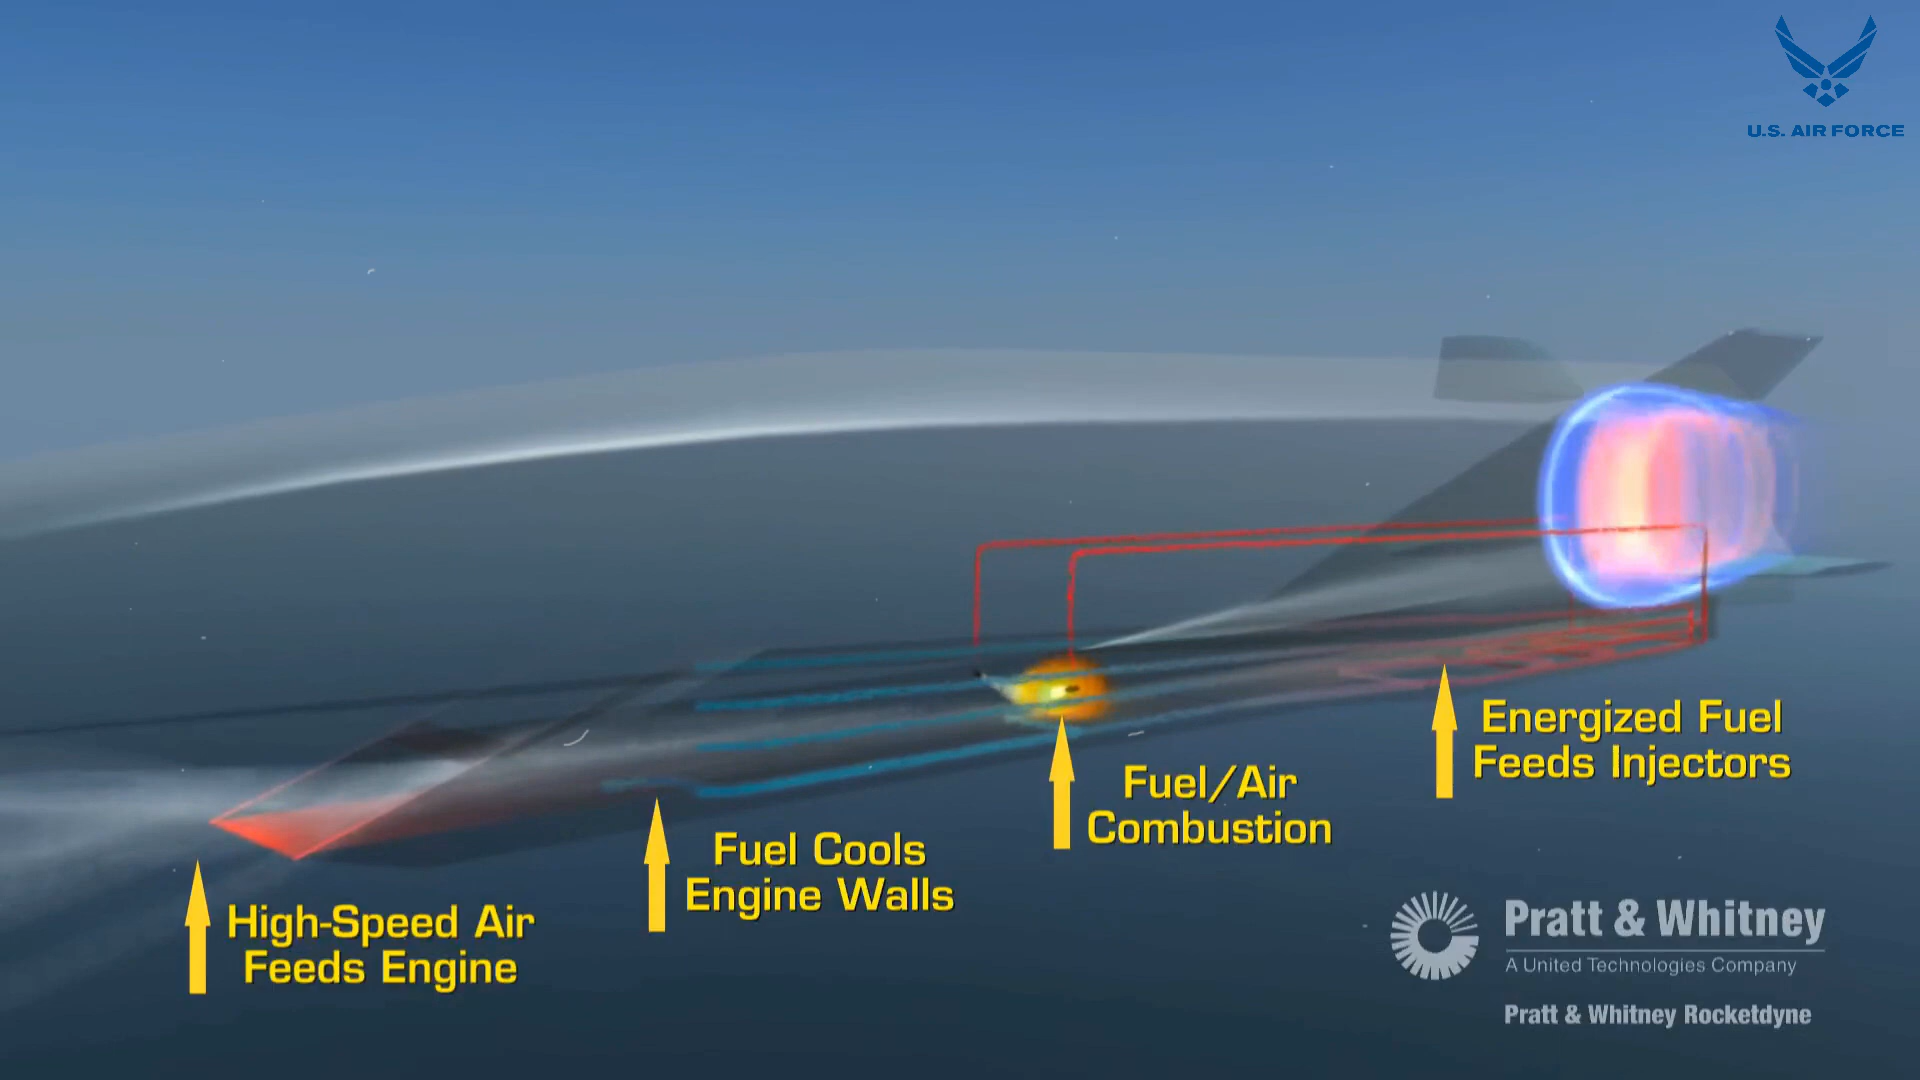 U.S. AIR FORCE
Energized Fuel
Feeds Injectors
Fuel/Air
Combustion
Fuel Cools
Engine Walls
High-Speed Air
Feeds Engine
Pratt & Whitney
A United Technologies Company
Pratt & Whitney Rocketdyne